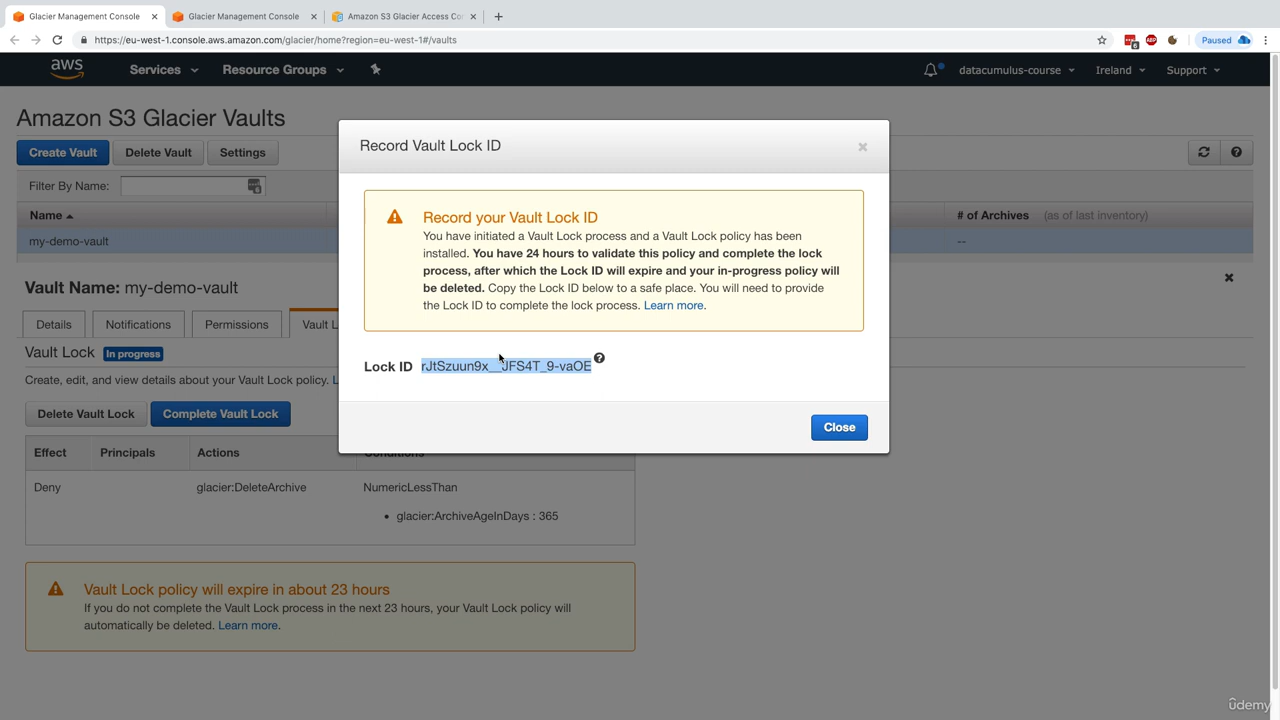 Glacier Management Console
Glacier Management Console
Amazon S3 Glacier Access Co
https://eu-west-1.console.aws.amazon.com/glacier/home?region=eu-west-1#/vaults
6
ABP
Paused
aws
Services
Resource Groups
datacumulus-course
Ireland
Support
Amazon S3 Glacier Vaults
Create Vault
Delete Vault
Settings
?
Filter By Name:
Name
# of Archives (as of last inventory)
my-demo-vault
--
Record Vault Lock ID
Record your Vault Lock ID
You have initiated a Vault Lock process and a Vault Lock policy has been
installed. You have 24 hours to validate this policy and complete the lock
process, after which the Lock ID will expire and your in-progress policy will
be deleted. Copy the Lock ID below to a safe place. You will need to provide
the Lock ID to complete the lock process. Learn more.
Lock ID rJtSzuun9x__JFS4T_9-vaOE ?
Close
Vault Name: my-demo-vault
Details
Notifications
Permissions
Vault L
Vault Lock In progress
Create, edit, and view details about your Vault Lock policy. L
Delete Vault Lock
Complete Vault Lock
Effect
Principals
Actions
Conditions
Deny
glacier:DeleteArchive
NumericLessThan
• glacier:ArchiveAgeInDays : 365
Vault Lock policy will expire in about 23 hours
If you do not complete the Vault Lock process in the next 23 hours, your Vault Lock policy will
automatically be deleted. Learn more.
ûdemy